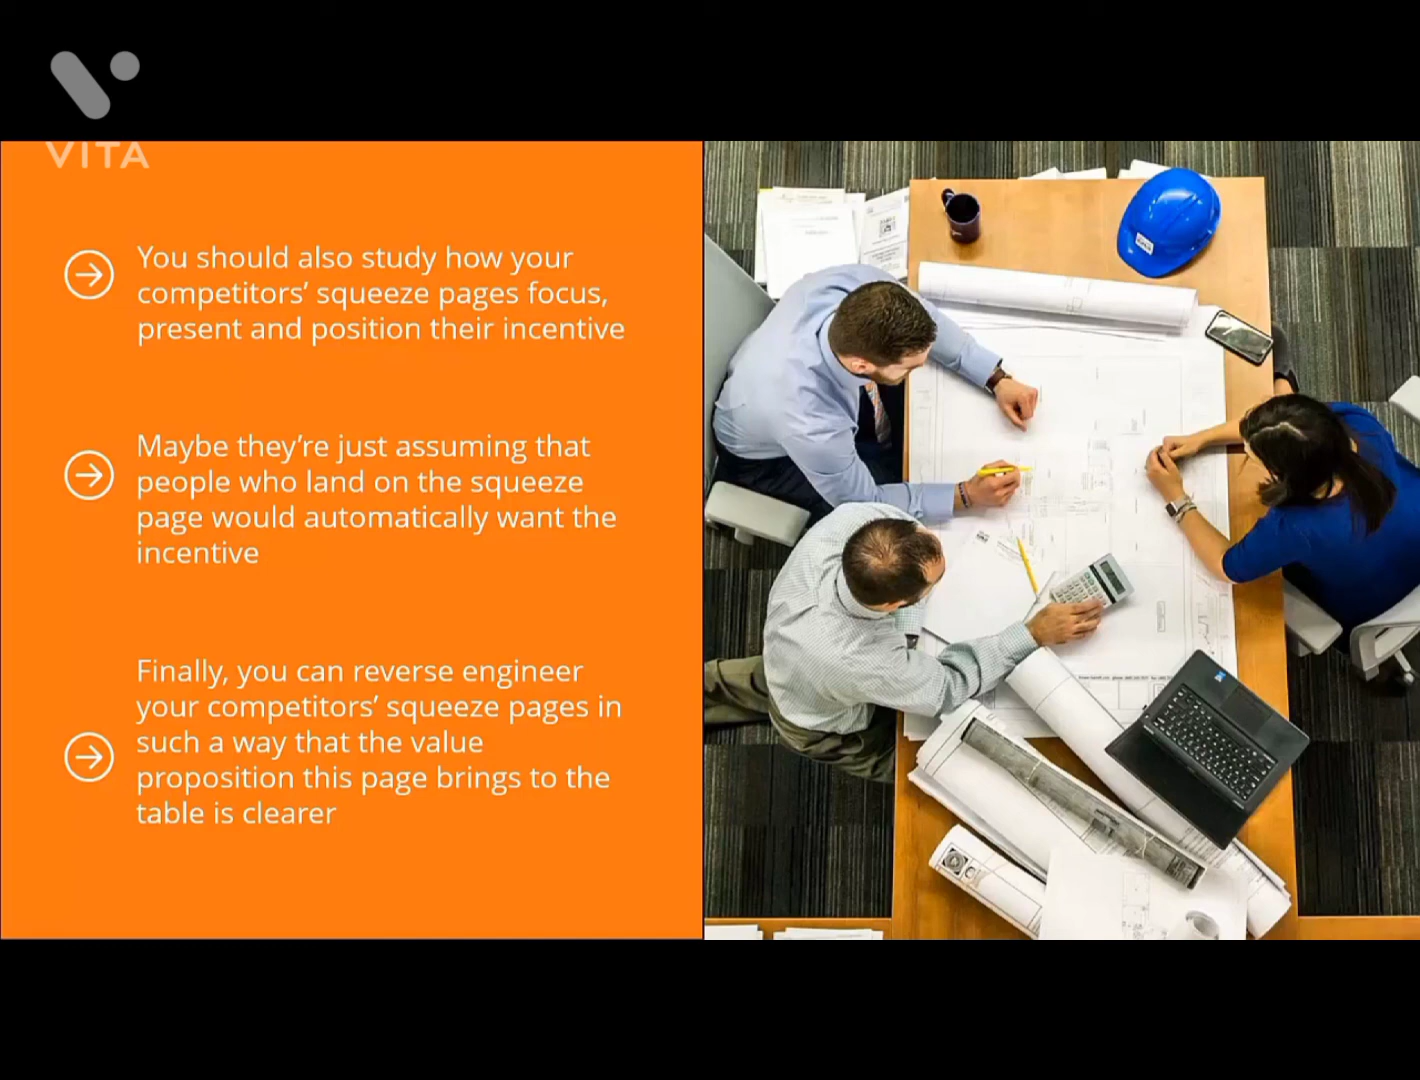 VITA
You should also study how your
competitors’ squeeze pages focus,
present and position their incentive
Maybe they’re just assuming that
people who land on the squeeze
page would automatically want the
incentive
Finally, you can reverse engineer
your competitors’ squeeze pages in
such a way that the value
proposition this page brings to the
table is clearer